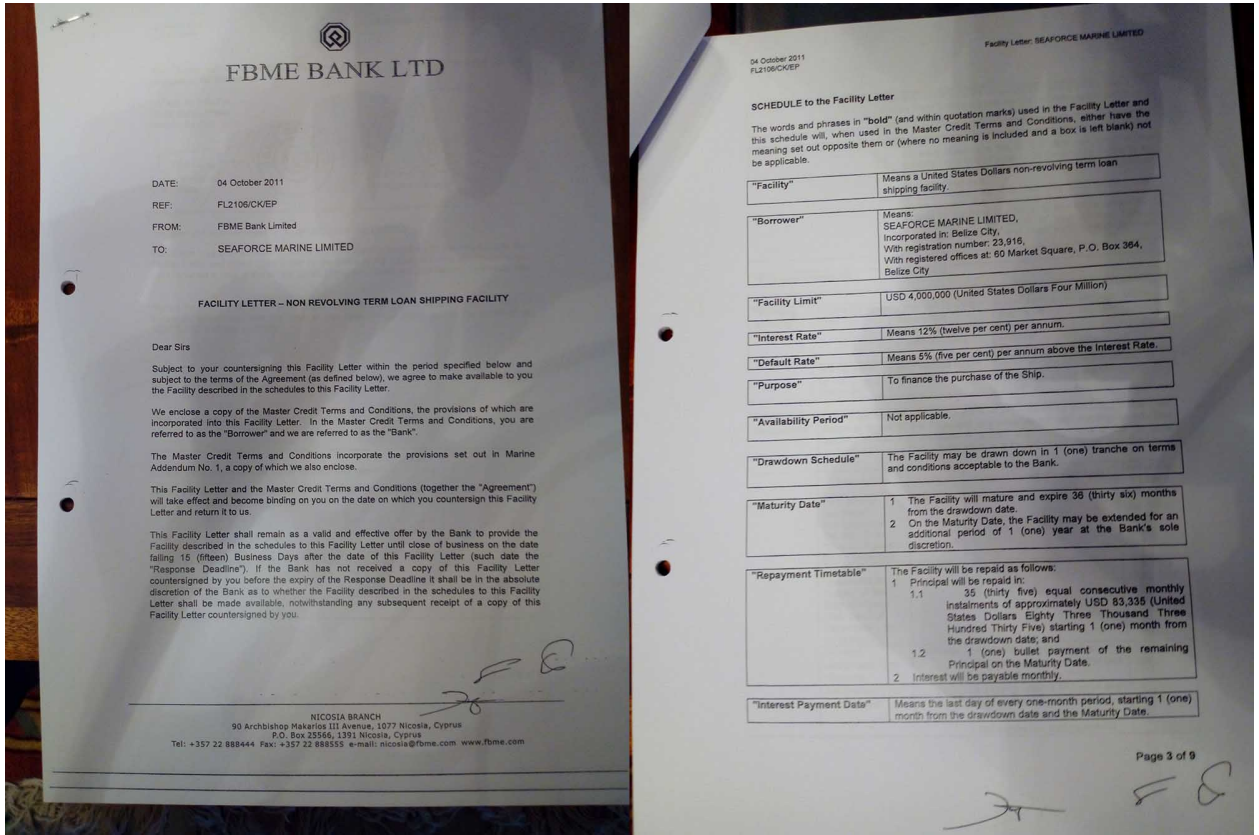 FBME BANK LTD
DATE: 04 October 2011
REF: FL2106/CK/EP
FROM: FBME Bank Limited
TO: SEAFORCE MARINE LIMITED
FACILITY LETTER – NON REVOLVING TERM LOAN SHIPPING FACILITY
Dear Sirs
Subject to your countersigning this Facility Letter within the period specified below and
subject to the terms of the Agreement (as defined below), we agree to make available to you
the Facility described in the schedules to this Facility Letter.
We enclose a copy of the Master Credit Terms and Conditions, the provisions of which are
incorporated into this Facility Letter. In the Master Credit Terms and Conditions, you are
referred to as the "Borrower" and we are referred to as the "Bank".
The Master Credit Terms and Conditions incorporate the provisions set out in Marine
Addendum No. 1, a copy of which we also enclose.
This Facility Letter and the Master Credit Terms and Conditions (together the "Agreement")
will take effect and become binding on you on the date on which you countersign this Facility
Letter and return it to us.
This Facility Letter shall remain as a valid and effective offer by the Bank to provide the
Facility described in the schedules to this Facility Letter until close of business on the date
falling 15 (fifteen) Business Days after the date of this Facility Letter (such date the
"Response Deadline"). If the Bank has not received a copy of this Facility Letter
countersigned by you before the expiry of the Response Deadline it shall be in the absolute
discretion of the Bank as to whether the Facility described in the schedules to this Facility
Letter shall be made available, notwithstanding any subsequent receipt of a copy of this
Facility Letter countersigned by you.
NICOSIA BRANCH
90 Archbishop Makarios III Avenue, 1077 Nicosia, Cyprus
P.O. Box 25566, 1391 Nicosia, Cyprus
Tel: +357 22 888444 Fax: +357 22 888555 e-mail: nicosia@fbme.com www.fbme.com
Facility Letter: SEAFORCE MARINE LIMITED
04 October 2011
FL2106/CK/EP
SCHEDULE to the Facility Letter
The words and phrases in "bold" (and within quotation marks) used in the Facility Letter and
this schedule will, when used in the Master Credit Terms and Conditions, either have the
meaning set out opposite them or (where no meaning is included and a box is left blank) not
be applicable.
"Facility" Means a United States Dollars non-revolving term loan
shipping facility.
"Borrower" Means:
SEAFORCE MARINE LIMITED,
Incorporated in: Belize City,
With registration number: 23,916,
With registered offices at: 60 Market Square, P.O. Box 364,
Belize City
"Facility Limit" USD 4,000,000 (United States Dollars Four Million)
"Interest Rate" Means 12% (twelve per cent) per annum.
"Default Rate" Means 5% (five per cent) per annum above the Interest Rate.
"Purpose" To finance the purchase of the Ship.
"Availability Period" Not applicable.
"Drawdown Schedule" The Facility may be drawn down in 1 (one) tranche on terms
and conditions acceptable to the Bank.
"Maturity Date" 1 The Facility will mature and expire 36 (thirty six) months
from the drawdown date.
2 On the Maturity Date, the Facility may be extended for an
additional period of 1 (one) year at the Bank's sole
discretion.
"Repayment Timetable" The Facility will be repaid as follows:
1 Principal will be repaid in:
1.1 35 (thirty five) equal consecutive monthly
instalments of approximately USD 83,335 (United
States Dollars Eighty Three Thousand Three
Hundred Thirty Five) starting 1 (one) month from
the drawdown date; and
1.2 1 (one) bullet payment of the remaining
Principal on the Maturity Date.
2 Interest will be payable monthly.
"Interest Payment Date" Means the last day of every one-month period, starting 1 (one)
month from the drawdown date and the Maturity Date.
Page 3 of 9